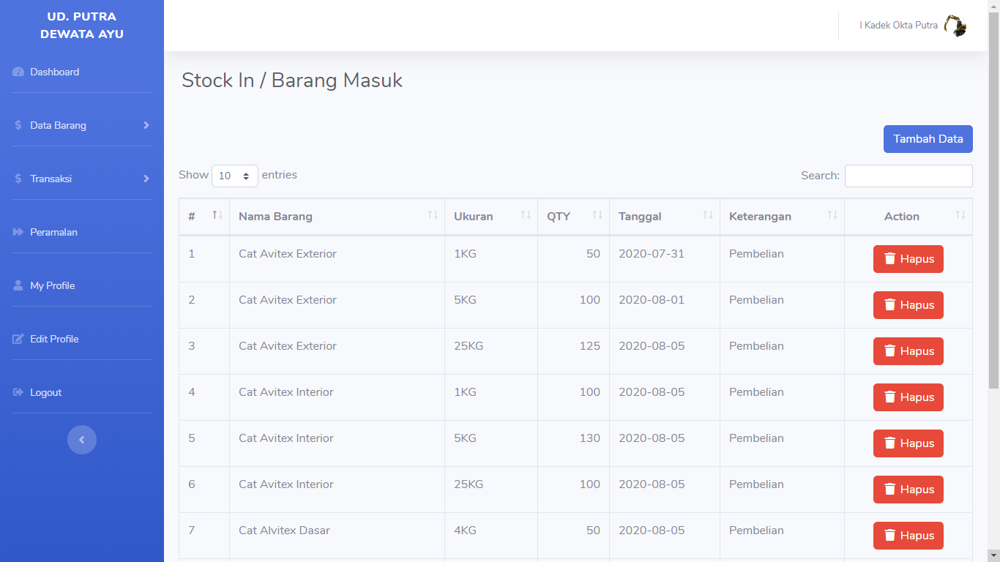 UD. PUTRA
DEWATA AYU
I Kadek Okta Putra
Dashboard
Data Barang
Transaksi
Peramalan
My Profile
Edit Profile
Logout
Stock In / Barang Masuk
Tambah Data
Show 10 entries Search:
# Nama Barang Ukuran QTY Tanggal Keterangan Action
1 Cat Avitex Exterior 1KG 50 2020-07-31 Pembelian Hapus
2 Cat Avitex Exterior 5KG 100 2020-08-01 Pembelian Hapus
3 Cat Avitex Exterior 25KG 125 2020-08-05 Pembelian Hapus
4 Cat Avitex Interior 1KG 100 2020-08-05 Pembelian Hapus
5 Cat Avitex Interior 5KG 130 2020-08-05 Pembelian Hapus
6 Cat Avitex Interior 25KG 100 2020-08-05 Pembelian Hapus
7 Cat Alvitex Dasar 4KG 50 2020-08-05 Pembelian Hapus